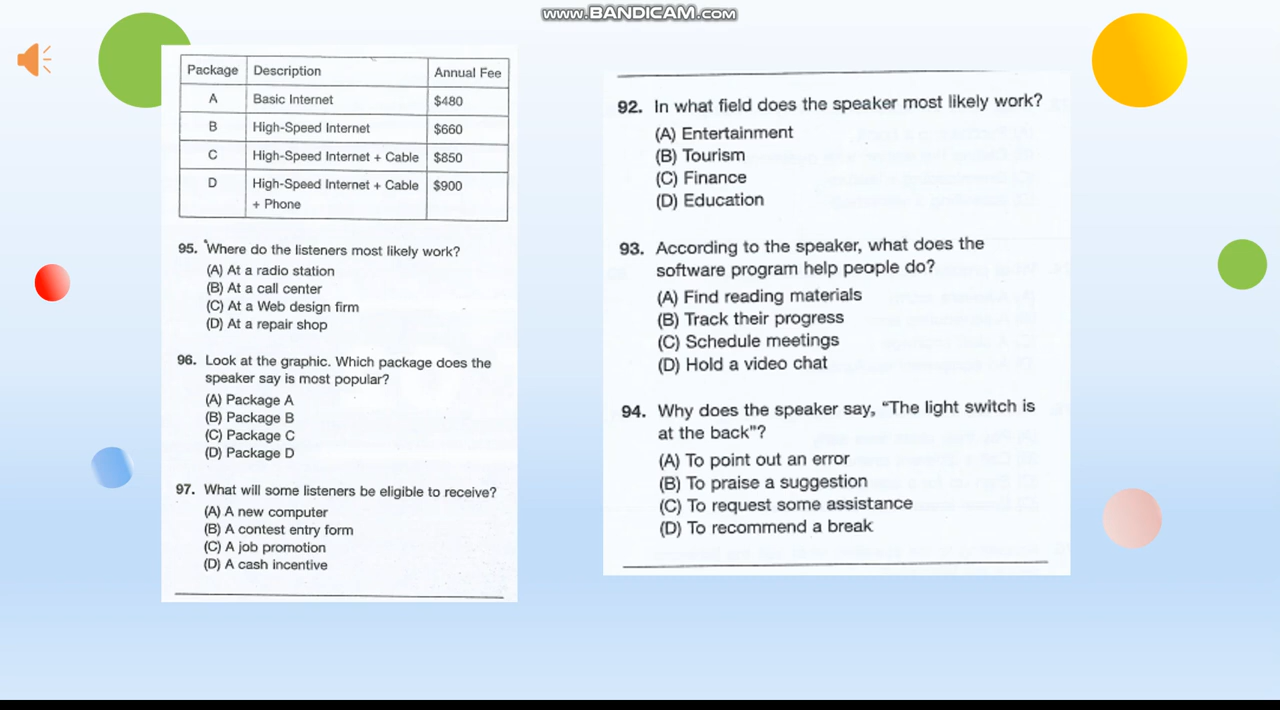 www.BANDICAM.com
Package Description Annual Fee
A Basic Internet $480
B High-Speed Internet $660
C High-Speed Internet + Cable $850
D High-Speed Internet + Cable $900
+ Phone
95. Where do the listeners most likely work?
(A) At a radio station
(B) At a call center
(C) At a Web design firm
(D) At a repair shop
96. Look at the graphic. Which package does the
speaker say is most popular?
(A) Package A
(B) Package B
(C) Package C
(D) Package D
97. What will some listeners be eligible to receive?
(A) A new computer
(B) A contest entry form
(C) A job promotion
(D) A cash incentive
92. In what field does the speaker most likely work?
(A) Entertainment
(B) Tourism
(C) Finance
(D) Education
93. According to the speaker, what does the
software program help people do?
(A) Find reading materials
(B) Track their progress
(C) Schedule meetings
(D) Hold a video chat
94. Why does the speaker say, “The light switch is
at the back”?
(A) To point out an error
(B) To praise a suggestion
(C) To request some assistance
(D) To recommend a break